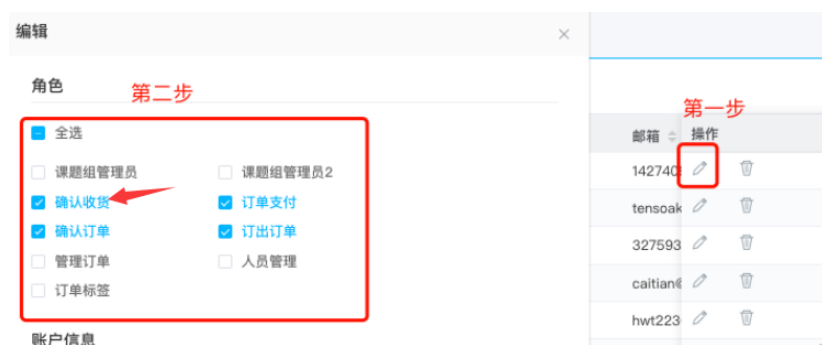 编辑
角色
第二步
全选
课题组管理员
课题组管理员2
确认收货
订单支付
确认订单
订出订单
管理订单
人员管理
订单标签
账户信息
第一步
邮箱 操作
142740
tensoak
327593
caitian@
hwt223